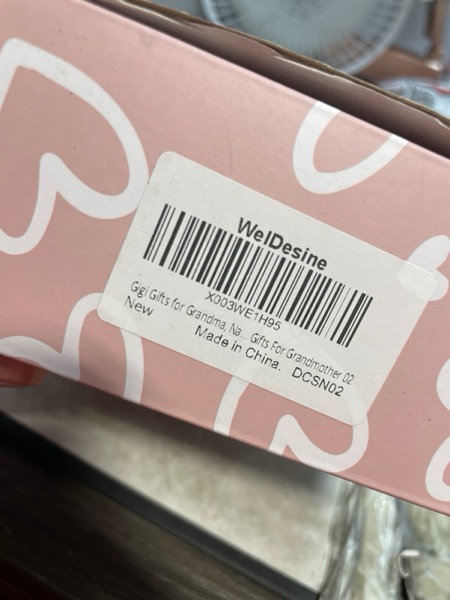 WelDesine
X003WE1H95
Gigi Gifts for Grandma, Na... Gifts For Grandmother 02
New
Made in China. DCSN02